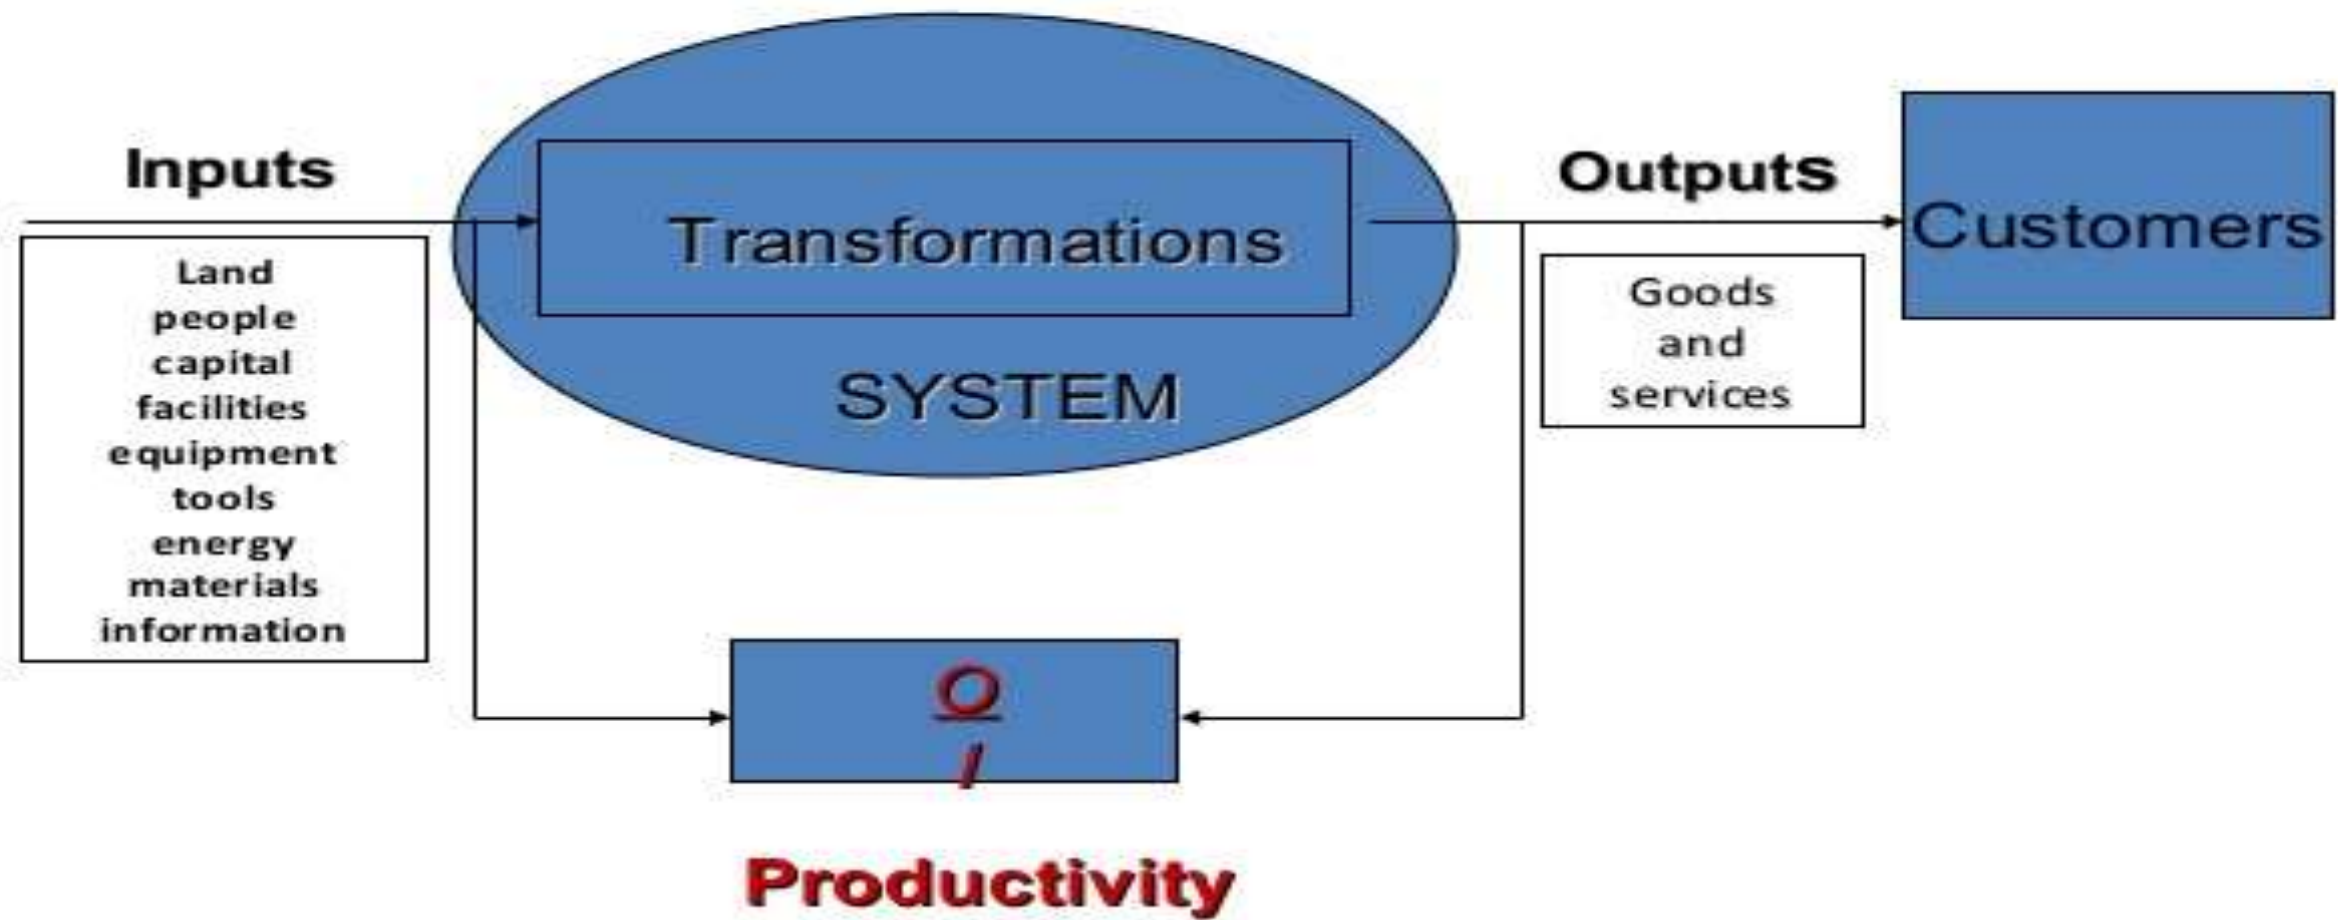 Inputs
Land
people
capital
facilities
equipment
tools
energy
materials
information
Transformations
SYSTEM
Outputs
Goods
and
services
Customers
O
I
Productivity